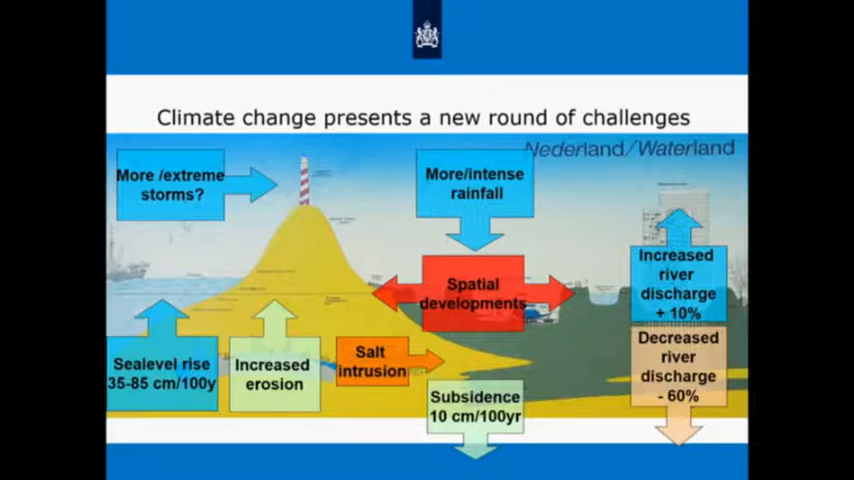 Climate change presents a new round of challenges
Nederland/Waterland
More /extreme
storms?
More/intense
rainfall
Increased
river
discharge
+ 10%
Spatial
developments
Decreased
river
discharge
- 60%
Sealevel rise
35-85 cm/100y
Increased
erosion
Salt
intrusion
Subsidence
10 cm/100yr